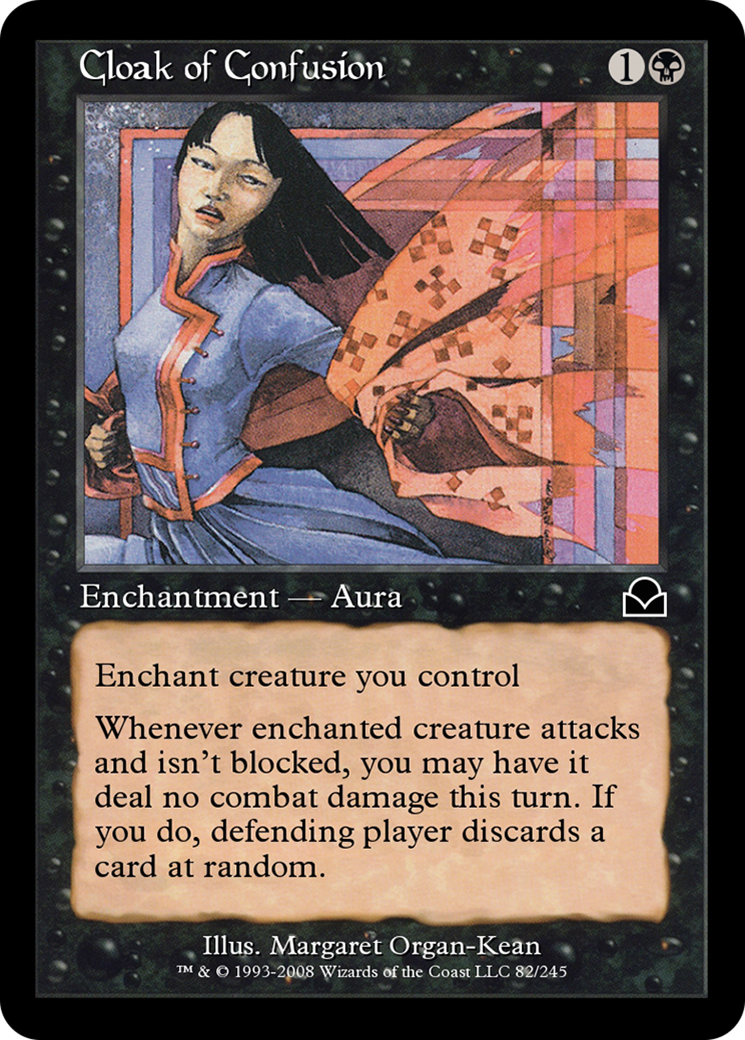 Cloak of Confusion
1
Enchantment — Aura
Enchant creature you control
Whenever enchanted creature attacks
and isn't blocked, you may have it
deal no combat damage this turn. If
you do, defending player discards a
card at random.
Illus. Margaret Organ-Kean
™ & © 1993-2008 Wizards of the Coast LLC 82/245